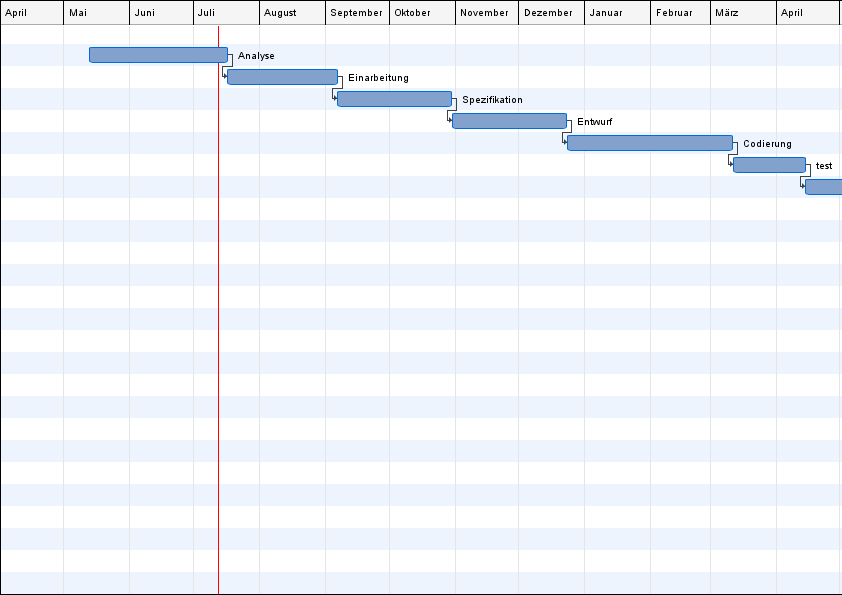 April Mai Juni Juli August September Oktober November Dezember Januar Februar März April
Analyse
Einarbeitung
Spezifikation
Entwurf
Codierung
test